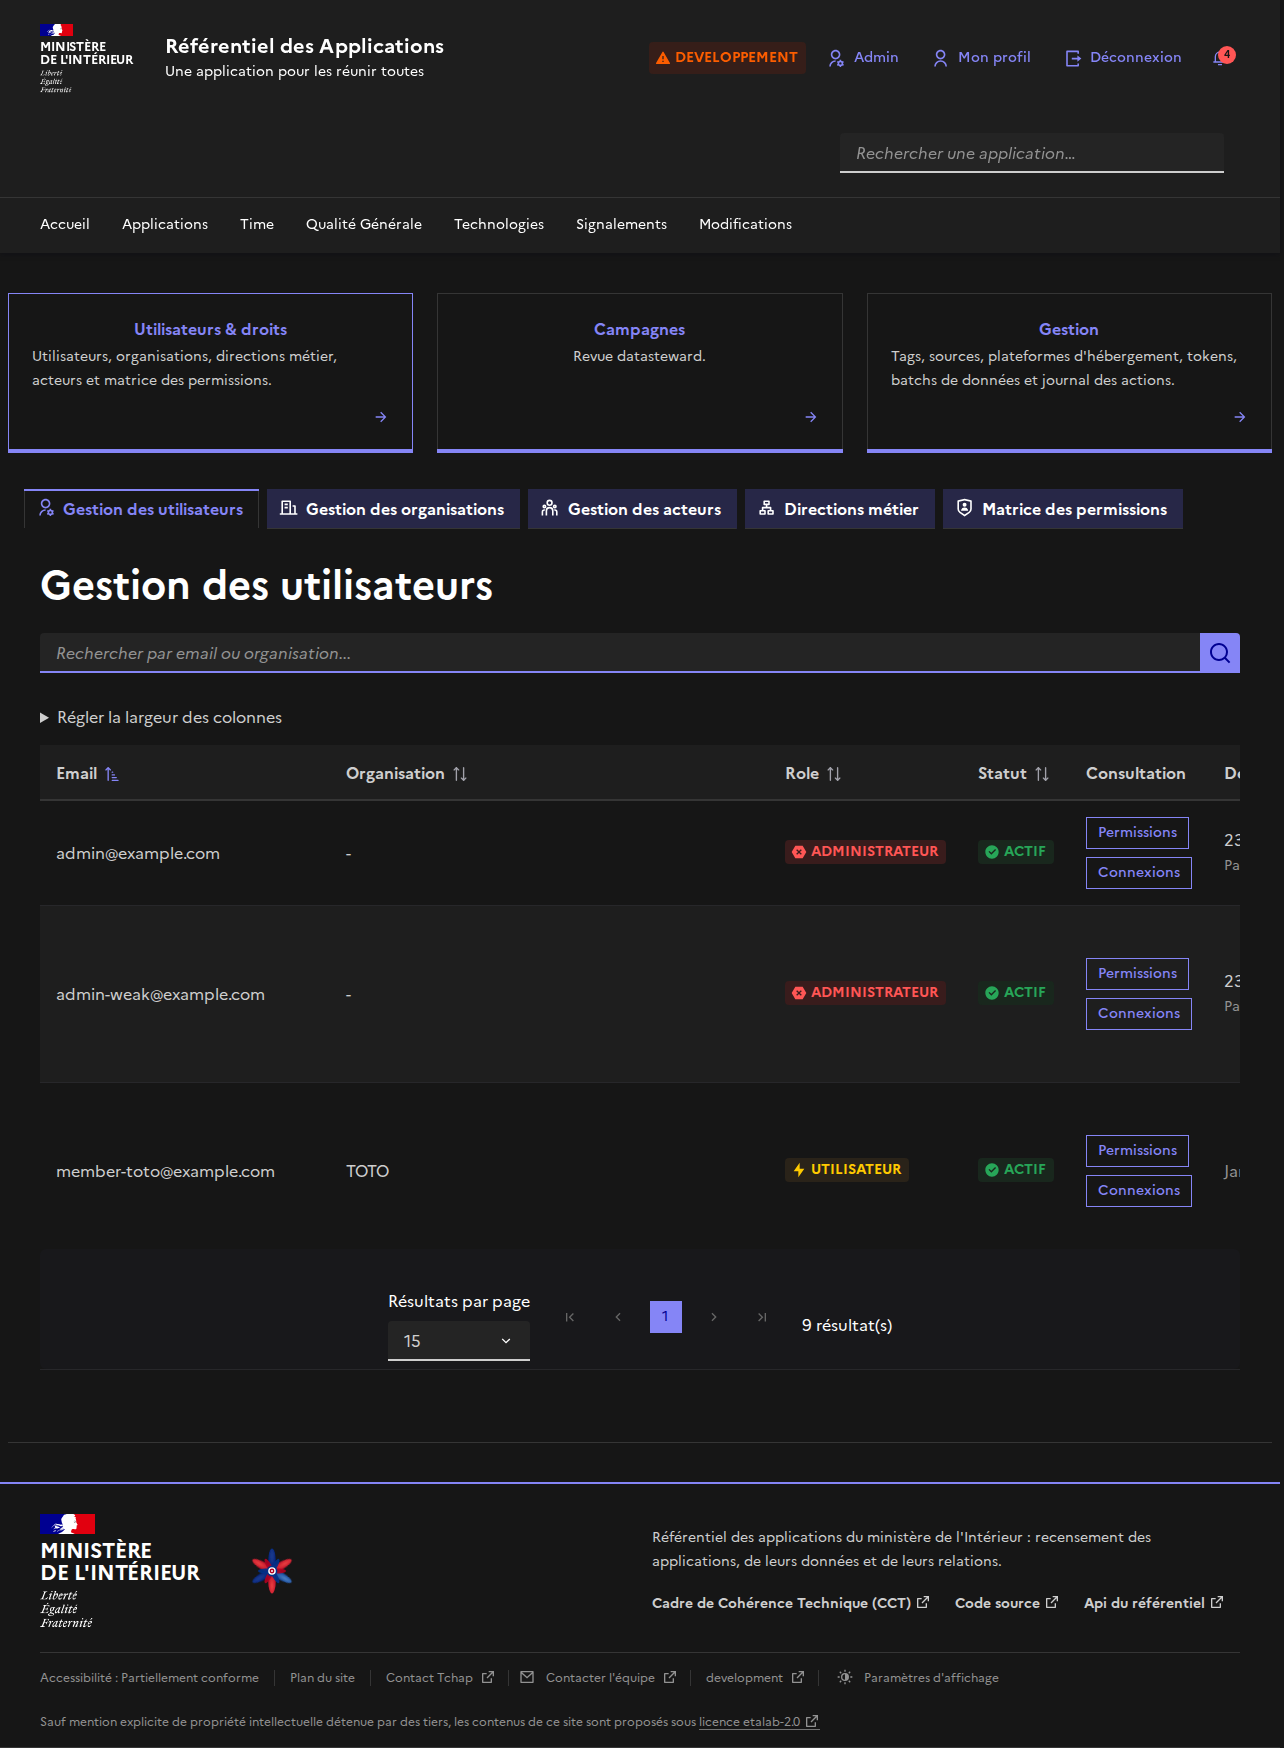 MINISTÈRE
DE L'INTÉRIEUR
Liberté
Égalité
Fraternité
Référentiel des Applications
Une application pour les réunir toutes
DEVELOPPEMENT
Admin
Mon profil
Déconnexion
4
Rechercher une application...
Accueil
Applications
Time
Qualité Générale
Technologies
Signalements
Modifications
Utilisateurs & droits
Utilisateurs, organisations, directions métier,
acteurs et matrice des permissions.
Campagnes
Revue datasteward.
Gestion
Tags, sources, plateformes d'hébergement, tokens,
batchs de données et journal des actions.
Gestion des utilisateurs
Gestion des organisations
Gestion des acteurs
Directions métier
Matrice des permissions
Gestion des utilisateurs
Rechercher par email ou organisation...
Régler la largeur des colonnes
Email
Organisation
Role
Statut
Consultation
admin@example.com
-
ADMINISTRATEUR
ACTIF
Permissions
Connexions
23
Pa
admin-weak@example.com
-
ADMINISTRATEUR
ACTIF
Permissions
Connexions
23
Pa
member-toto@example.com
TOTO
UTILISATEUR
ACTIF
Permissions
Connexions
Résultats par page
15
1
9 résultat(s)
MINISTÈRE
DE L'INTÉRIEUR
Liberté
Égalité
Fraternité
Référentiel des applications du ministère de l'Intérieur : recensement des
applications, de leurs données et de leurs relations.
Cadre de Cohérence Technique (CCT)
Code source
Api du référentiel
Accessibilité : Partiellement conforme
Plan du site
Contact Tchap
Contacter l'équipe
development
Paramètres d'affichage
Sauf mention explicite de propriété intellectuelle détenue par des tiers, les contenus de ce site sont proposés sous licence etalab-2.0